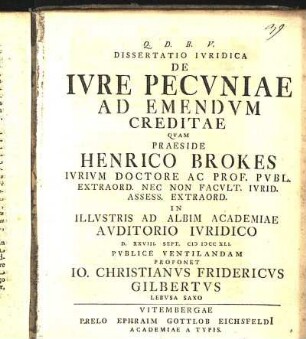 39
Q. D. B. V.
DISSERTATIO IVRIDICA
DE
IVRE PECVNIAE
AD EMENDVM
CREDITAE
QVAM
PRAESIDE
HENRICO BROKES
IVRIVM DOCTORE AC PROF. PVBL.
EXTRAORD. NEC NON FACVLT. IVRID.
ASSESS. EXTRAORD.
IN
ILLVSTRIS AD ALBIM ACADEMIAE
AVDITORIO IVRIDICO
D. XXVIII. SEPT. CIƆ IƆCC XLI.
PVBLICE VENTILANDAM
PROPONET
IO. CHRISTIANVS FRIDERICVS
GILBERTVS
LEBVSA SAXO
VITEMBERGAE
PRELO EPHRAIM GOTTLOB EICHSFELDI
ACADEMIAE A TYPIS.